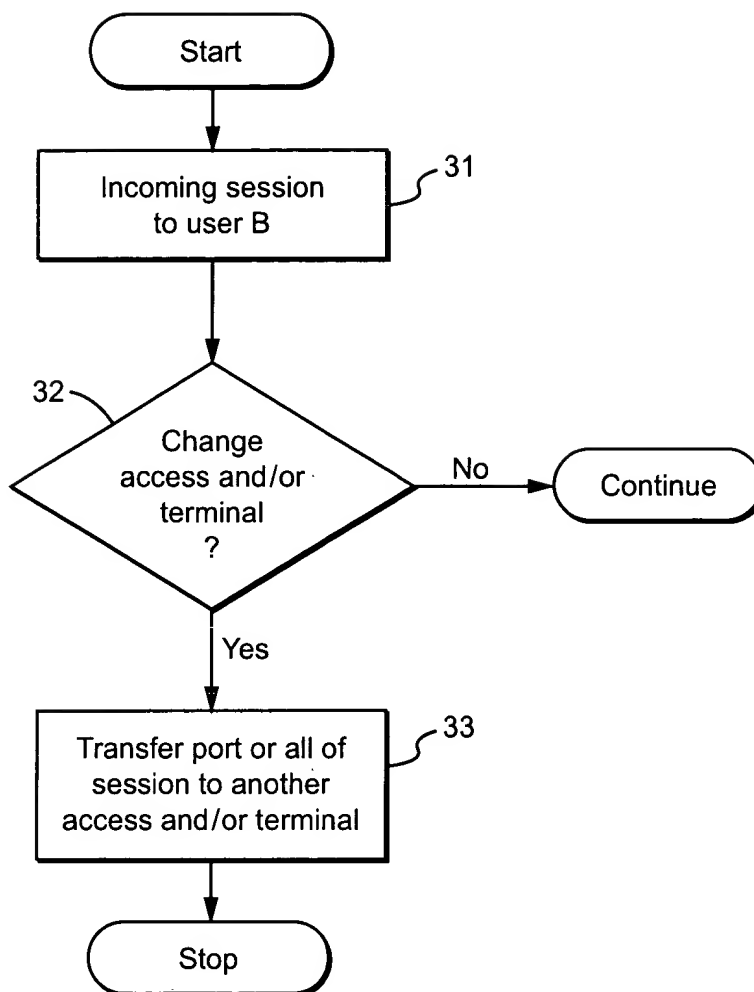 Start
31
Incoming session
to user B
32
Change
access and/or
terminal
?
No
Continue
Yes
33
Transfer port or all of
session to another
access and/or terminal
Stop